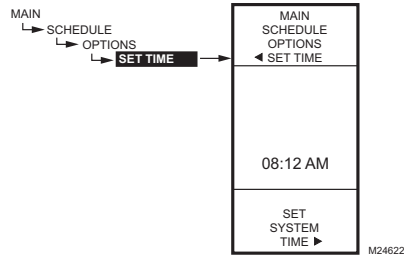 MAIN
SCHEDULE
OPTIONS
SET TIME
MAIN
SCHEDULE
OPTIONS
◄ SET TIME
08:12 AM
SET
SYSTEM
TIME ►
M24622